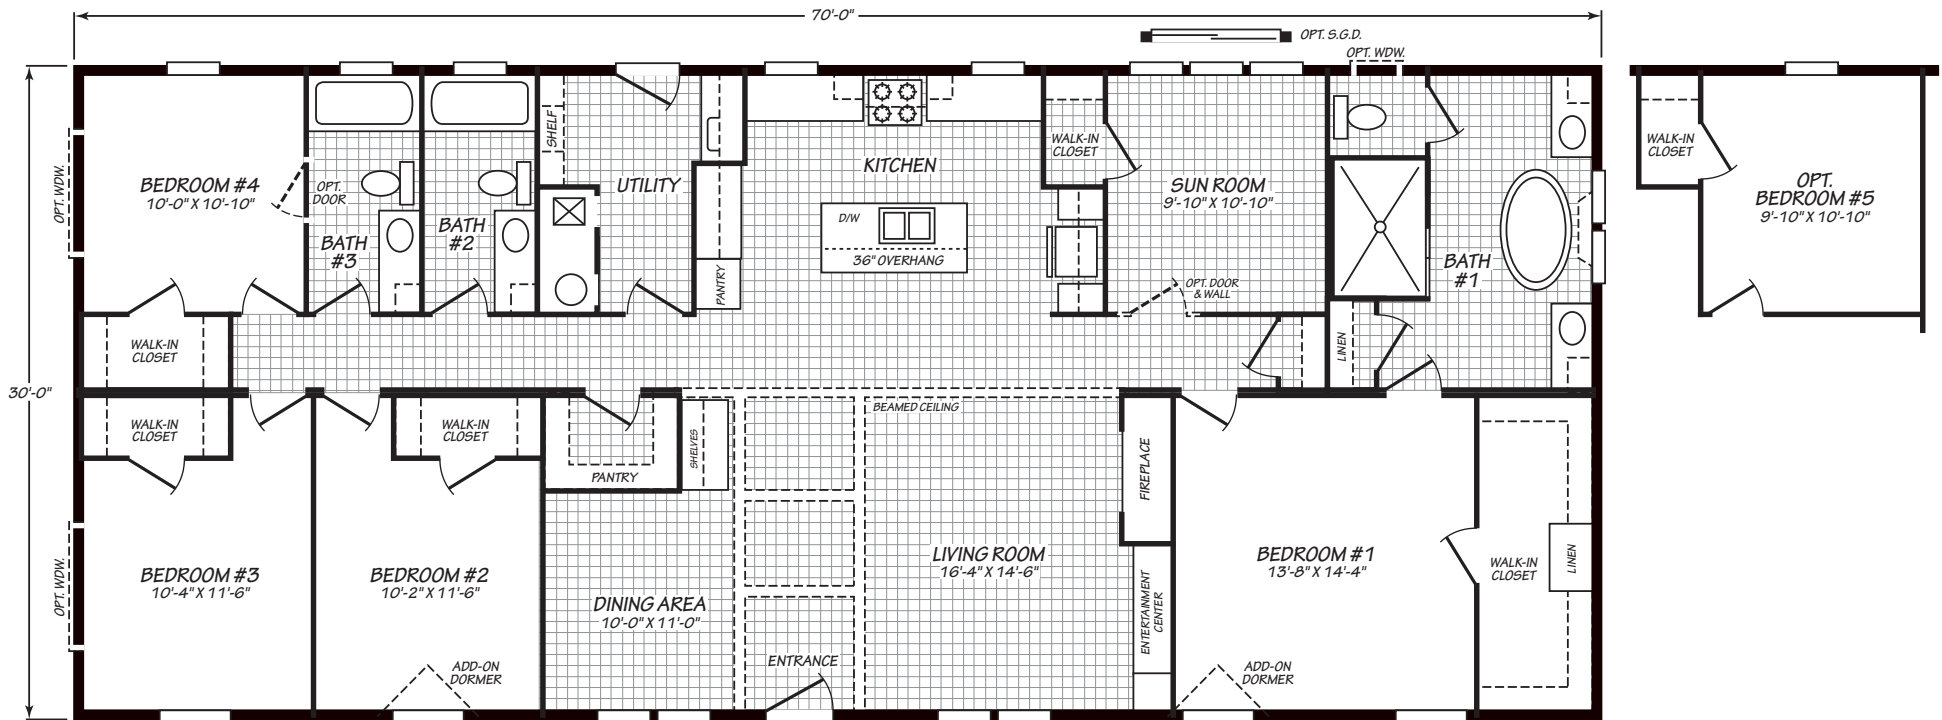 70'-0"
OPT. S.G.D.
OPT. WDW.
BEDROOM #4
10'-0" X 10'-10"
OPT. WDW.
OPT.
DOOR
BATH
#3
BATH
#2
SHELF
UTILITY
PANTRY
KITCHEN
D/W
36" OVERHANG
WALK-IN
CLOSET
SUN ROOM
9'-10" X 10'-10"
OPT. DOOR
& WALL
BATH
#1
LINEN
WALK-IN
CLOSET
OPT.
BEDROOM #5
9'-10" X 10'-10"
30'-0"
WALK-IN
CLOSET
WALK-IN
CLOSET
WALK-IN
CLOSET
PANTRY
SHELVES
BEAMED CEILING
FIREPLACE
OPT. WDW.
BEDROOM #3
10'-4" X 11'-6"
BEDROOM #2
10'-2" X 11'-6"
ADD-ON
DORMER
DINING AREA
10'-0" X 11'-0"
ENTRANCE
LIVING ROOM
16'-4" X 14'-6"
ENTERTAINMENT
CENTER
BEDROOM #1
13'-8" X 14'-4"
ADD-ON
DORMER
WALK-IN
CLOSET
LINEN